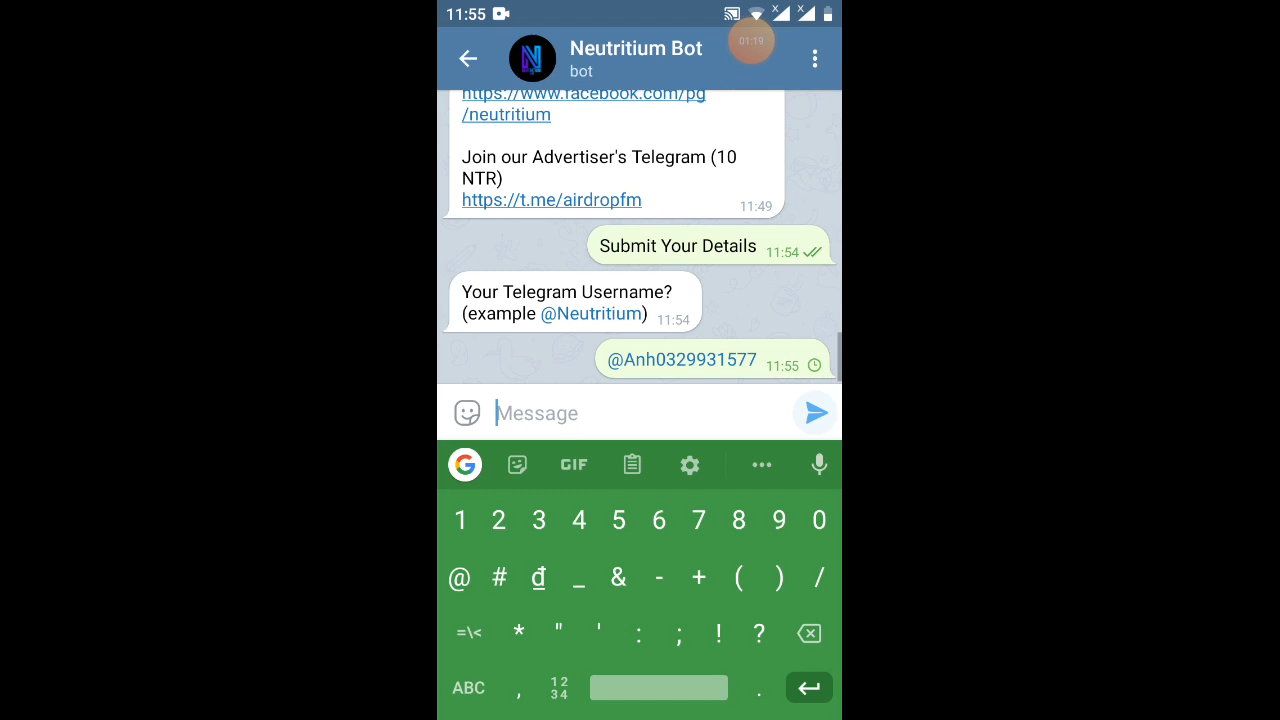 11:55
01:19
Neutritium Bot
bot
https://www.facebook.com/pg
/neutritium
Join our Advertiser's Telegram (10
NTR)
https://t.me/airdropfm
11:49
Submit Your Details 11:54
Your Telegram Username?
(example @Neutritium) 11:54
@Anh0329931577 11:55
Message
G GIF
1 2 3 4 5 6 7 8 9 0
@ # ₫ _ & - + ( ) /
=\< * " ' : ; ! ?
ABC , 12 .
34